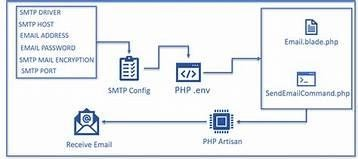 SMTP DRIVER
SMTP HOST
EMAIL ADDRESS
EMAIL PASSWORD
SMTP MAIL ENCRYPTION
SMTP PORT
SMTP Config
PHP .env
Email.blade.php
SendEmailCommand.php
Receive Email
PHP Artisan